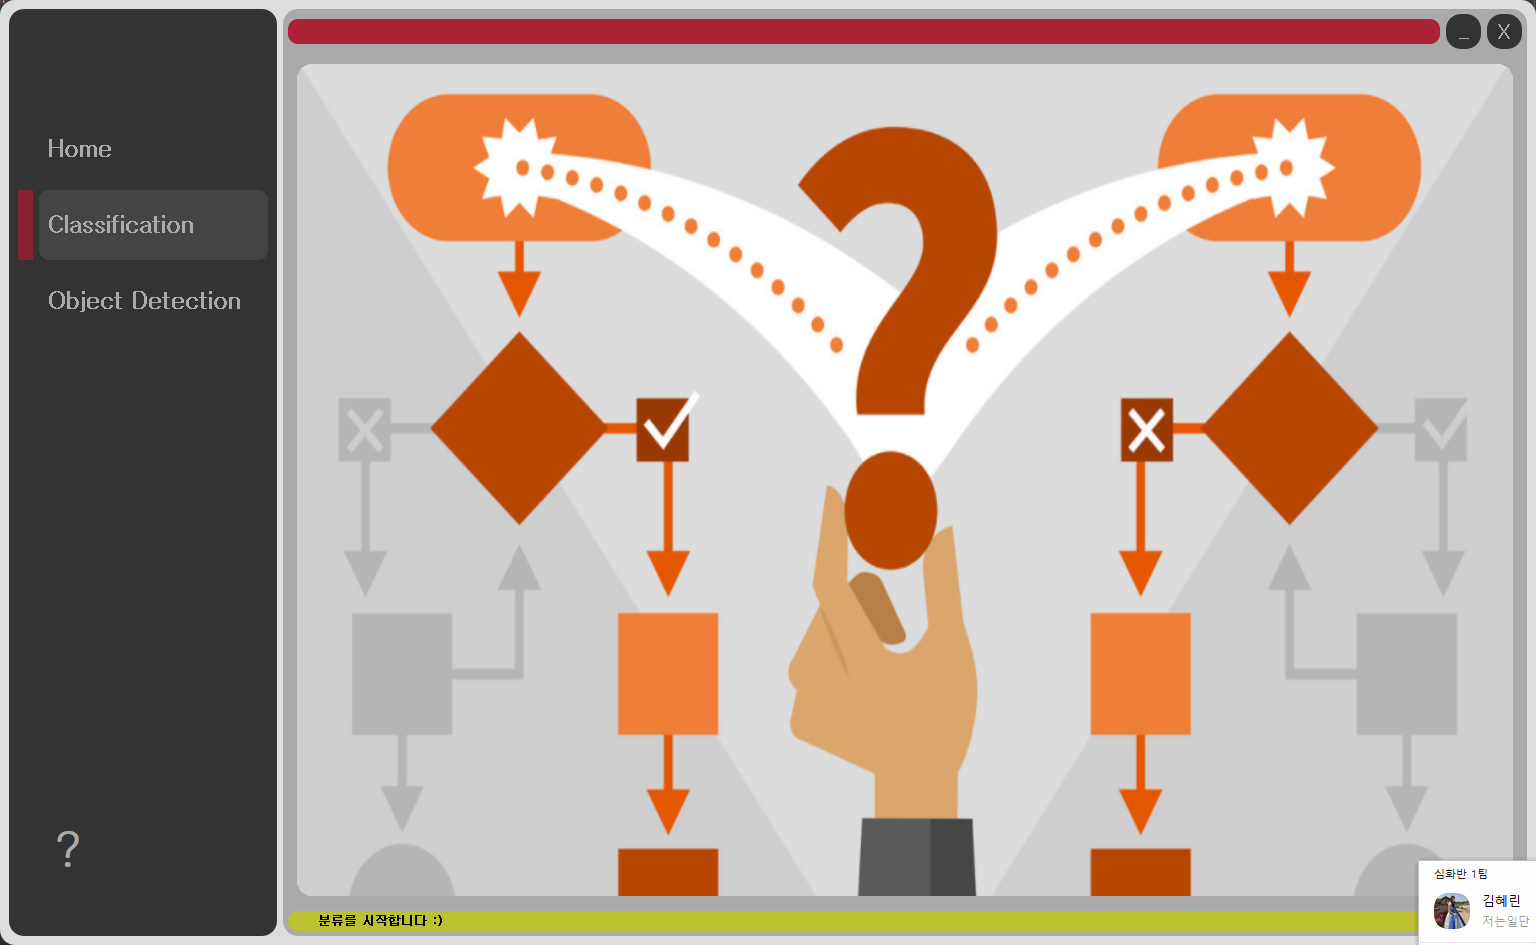 _ X
Home
Classification
Object Detection
?
분류를 시작합니다 :)
심화반 1팀
김혜린
저는일단